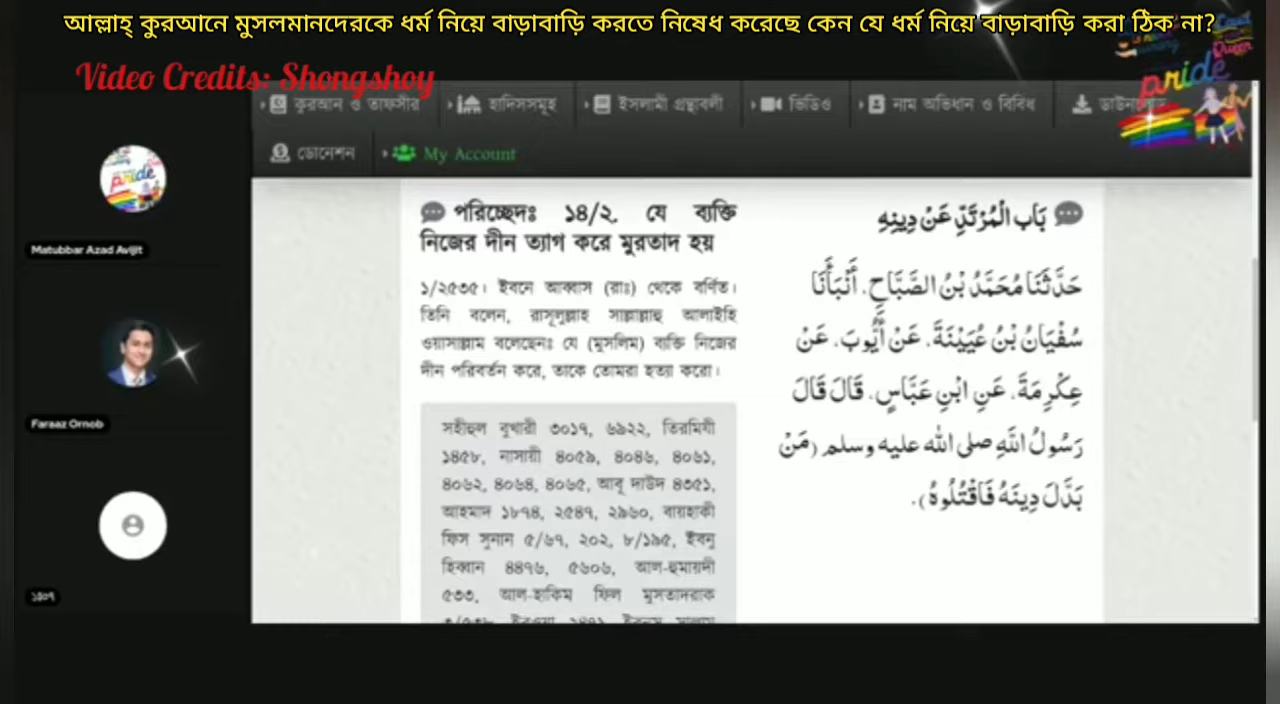 আল্লাহ্ কুরআনে মুসলমানদেরকে ধর্ম নিয়ে বাড়াবাড়ি করতে নিষেধ করেছে কেন যে ধর্ম নিয়ে বাড়াবাড়ি করা ঠিক না?
Video Credits: Shongshoy
কুরআন ও তাফসীর হাদিসসমূহ ইসলামী গ্রন্থাবলী ভিডিও নাম অভিধান ও বিবিধ
ডোনেশন My Account
pride
Matubbar Azad Avijit
Faraaz Ornob
১৪০৭
পরিচ্ছেদঃ ১৪/২. যে ব্যক্তি
নিজের দীন ত্যাগ করে মুরতাদ হয়
১/২৫৩৫। ইবনে আব্বাস (রাঃ) থেকে বর্ণিত।
তিনি বলেন, রাসূলুল্লাহ সাল্লাল্লাহু আলাইহি
ওয়াসাল্লাম বলেছেনঃ যে (মুসলিম) ব্যক্তি নিজের
দীন পরিবর্তন করে, তাকে তোমরা হত্যা করো।
সহীহুল বুখারী ৩০১৭, ৬৯২২, তিরমিযী
১৪৫৮, নাসায়ী ৪০৫৯, ৪০৪৬, ৪০৬১,
৪০৬২, ৪০৬৪, ৪০৬৫, আবূ দাউদ ৪৩৫১,
আহমাদ ১৮৭৪, ২৫৪৭, ২৯৬০, বায়হাকী
ফিস সুনান ৫/৬৭, ২০২, ৮/১৯৫, ইবনু
হিব্বান ৪৪৭৬, ৫৬০৬, আল-হুমায়দী
৫৩৩, আল-হাকিম ফিল মুসতাদরাক
بَاب الْمُرْتَدِّ عَنْ دِينِهِ
حَدَّثَنَا مُحَمَّدُ بْنُ الصَّبَّاحِ، أَنْبَأَنَا
سُفْيَانُ بْنُ عُيَيْنَةَ، عَنْ أَيُّوبَ، عَنْ
عِكْرِمَةَ، عَنِ ابْنِ عَبَّاسٍ، قَالَ قَالَ
رَسُولُ اللَّهِ صلى الله عليه وسلم (مَنْ
بَدَّلَ دِينَهُ فَاقْتُلُوهُ).